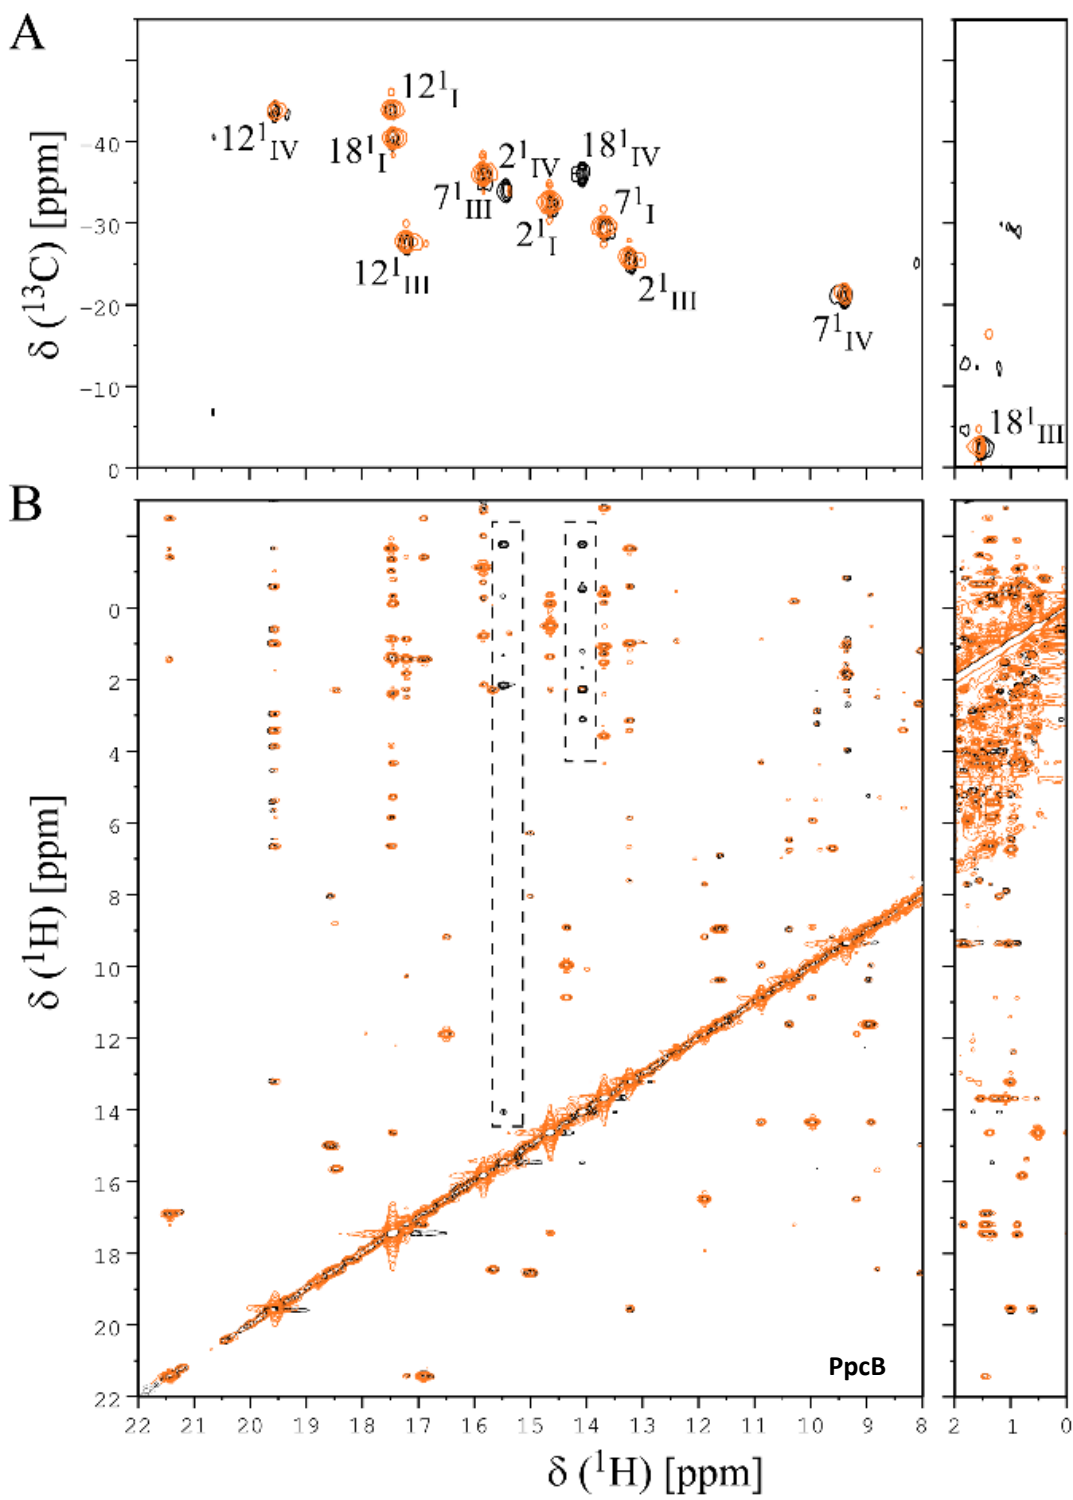 A
δ (¹³C) [ppm]
-40
-30
-20
-10
0
12¹I
12¹IV
18¹I
2¹IV
18¹IV
7¹III
7¹I
2¹I
12¹III
2¹III
7¹IV
18¹III
B
δ (¹H) [ppm]
0
2
4
6
8
10
12
14
16
18
20
22
PpcB
22 21 20 19 18 17 16 15 14 13 12 11 10 9 8 2 1 0
δ (¹H) [ppm]